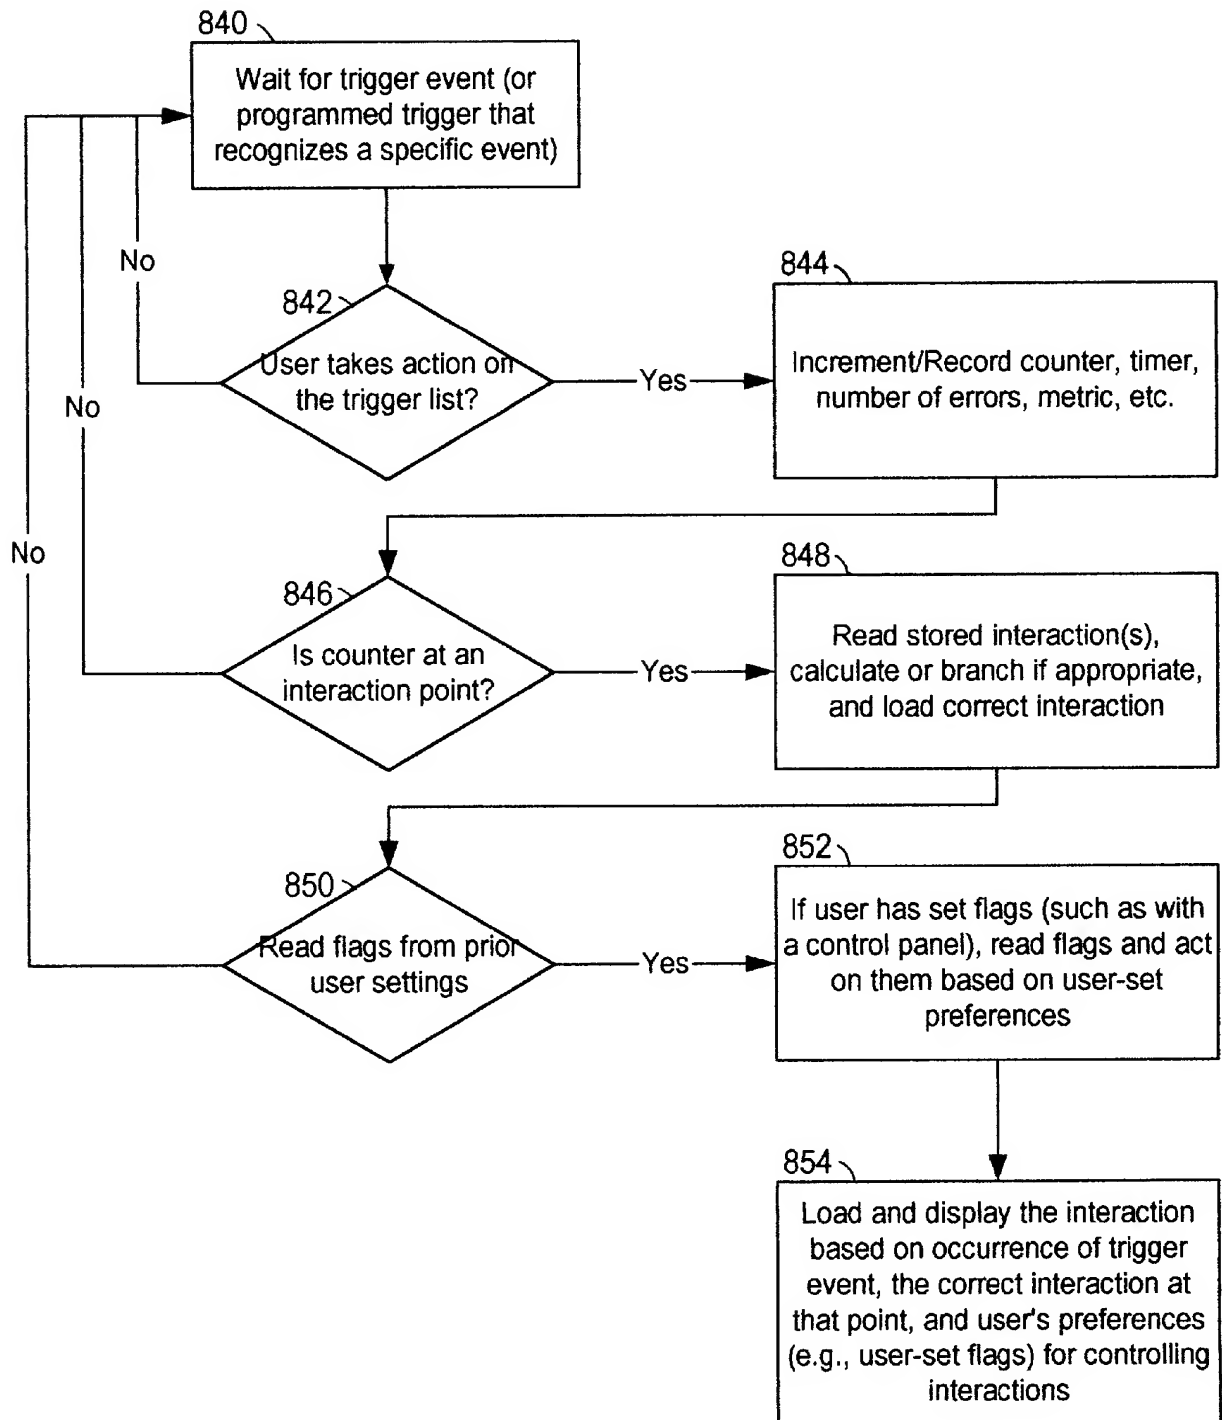 840
Wait for trigger event (or
programmed trigger that
recognizes a specific event)
No
842
User takes action on
the trigger list?
Yes
844
Increment/Record counter, timer,
number of errors, metric, etc.
No
846
Is counter at an
interaction point?
Yes
848
Read stored interaction(s),
calculate or branch if appropriate,
and load correct interaction
No
850
Read flags from prior
user settings
Yes
852
If user has set flags (such as with
a control panel), read flags and act
on them based on user-set
preferences
854
Load and display the interaction
based on occurrence of trigger
event, the correct interaction at
that point, and user's preferences
(e.g., user-set flags) for controlling
interactions